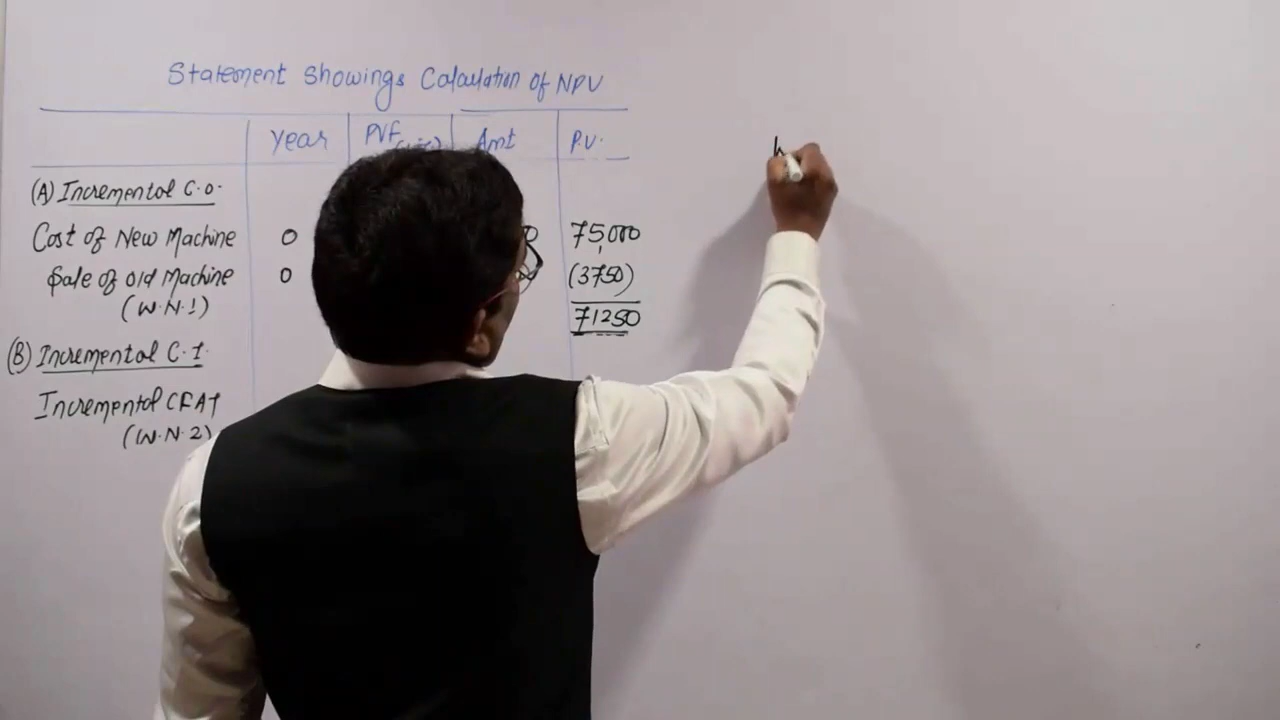 Statement Showings Calculation of NPV
Year PVF Amt P.V.
(A) Incremental C.O.
Cost of New Machine 0 75,000
Sale of old Machine 0 (3750)
(W.N.1)
71250
(B) Incremental C.I.
Incremental CFAT
(W.N.2)